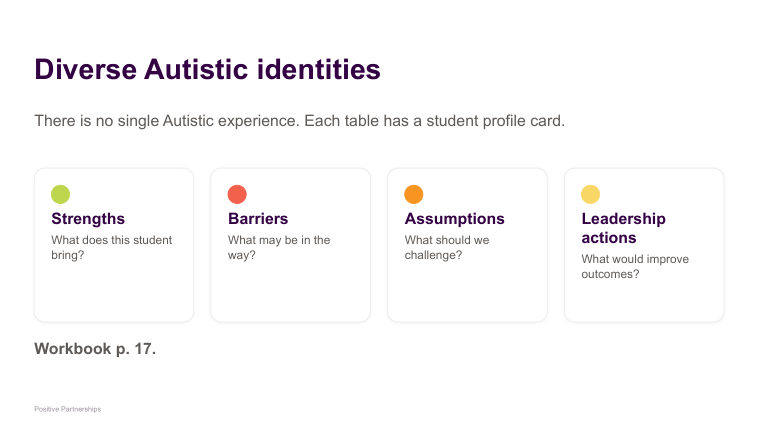 Diverse Autistic identities
There is no single Autistic experience. Each table has a student profile card.
Strengths
What does this student
bring?
Barriers
What may be in the
way?
Assumptions
What should we
challenge?
Leadership
actions
What would improve
outcomes?
Workbook p. 17.
Positive Partnerships